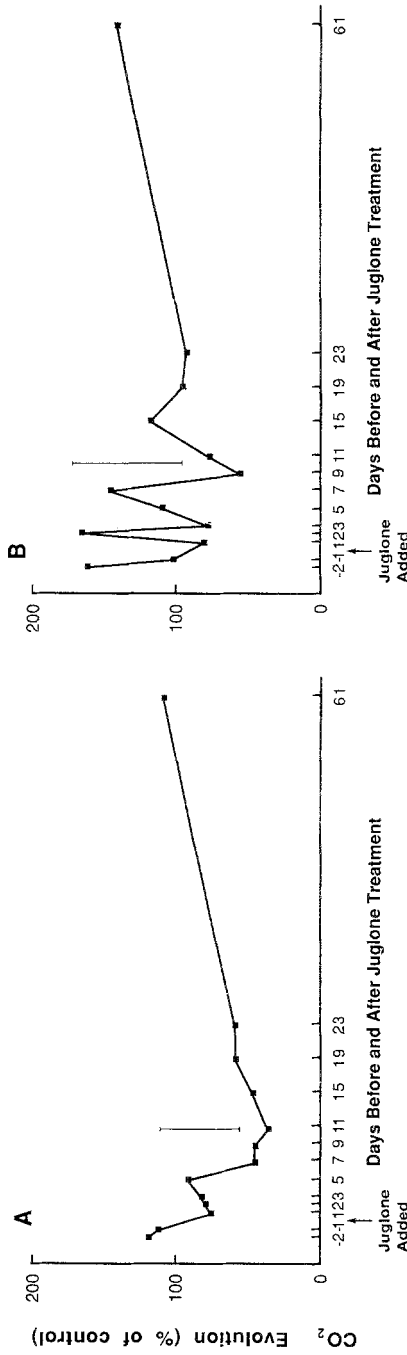 A
CO2 Evolution (% of control)
200
100
0
-2 -1 1 2 3 5 7 9 11 15 19 23 61
Juglone
Added
Days Before and After Juglone Treatment
B
200
100
0
-2 -1 1 2 3 5 7 9 11 15 19 23 61
Juglone
Added
Days Before and After Juglone Treatment